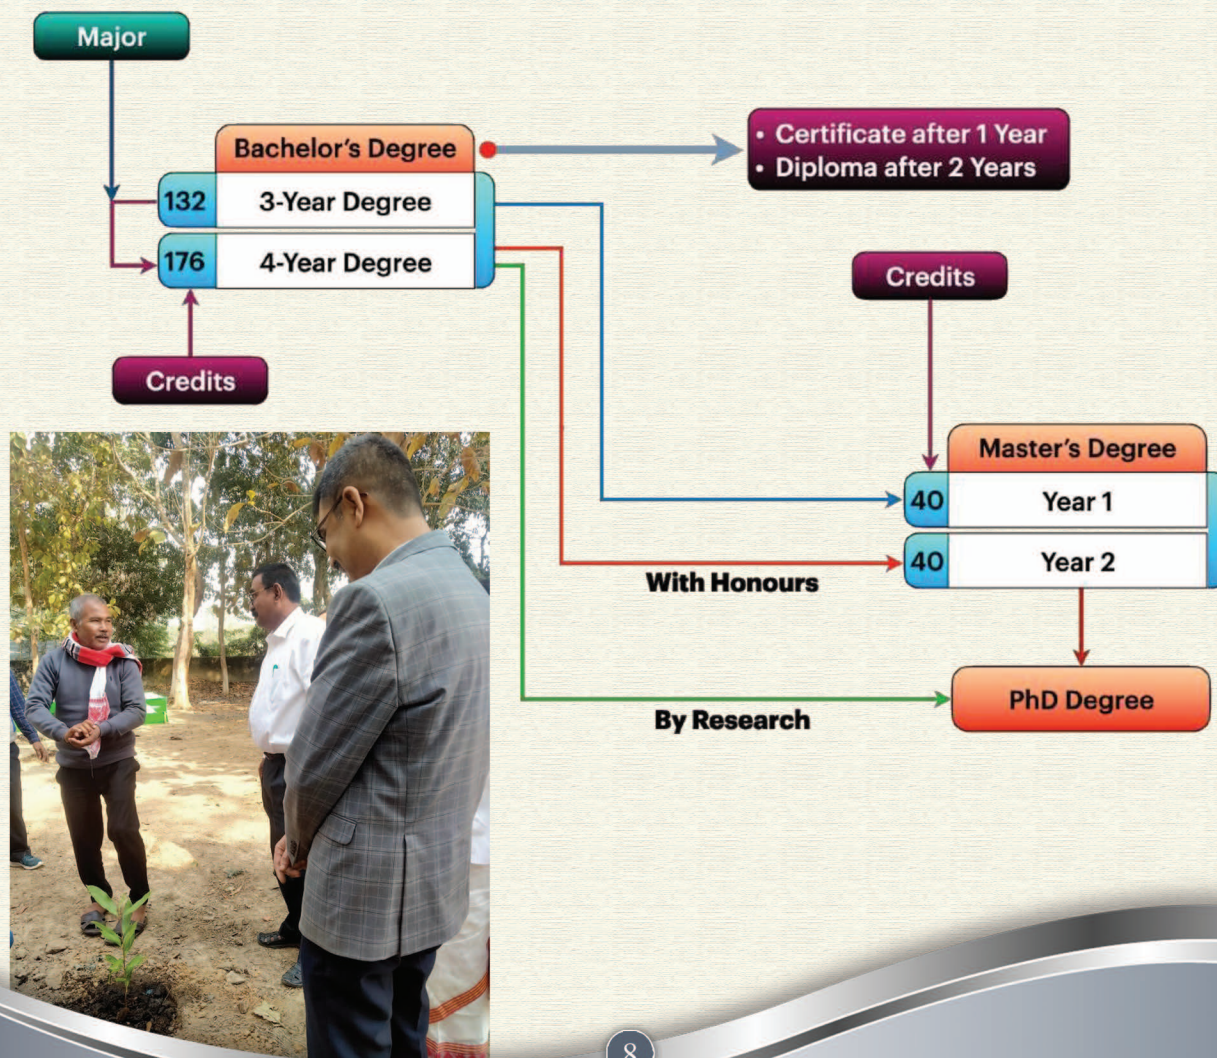 Major
Bachelor's Degree
• Certificate after 1 Year
• Diploma after 2 Years
132
3-Year Degree
176
4-Year Degree
Credits
Credits
Master's Degree
40
Year 1
40
Year 2
With Honours
PhD Degree
By Research
8